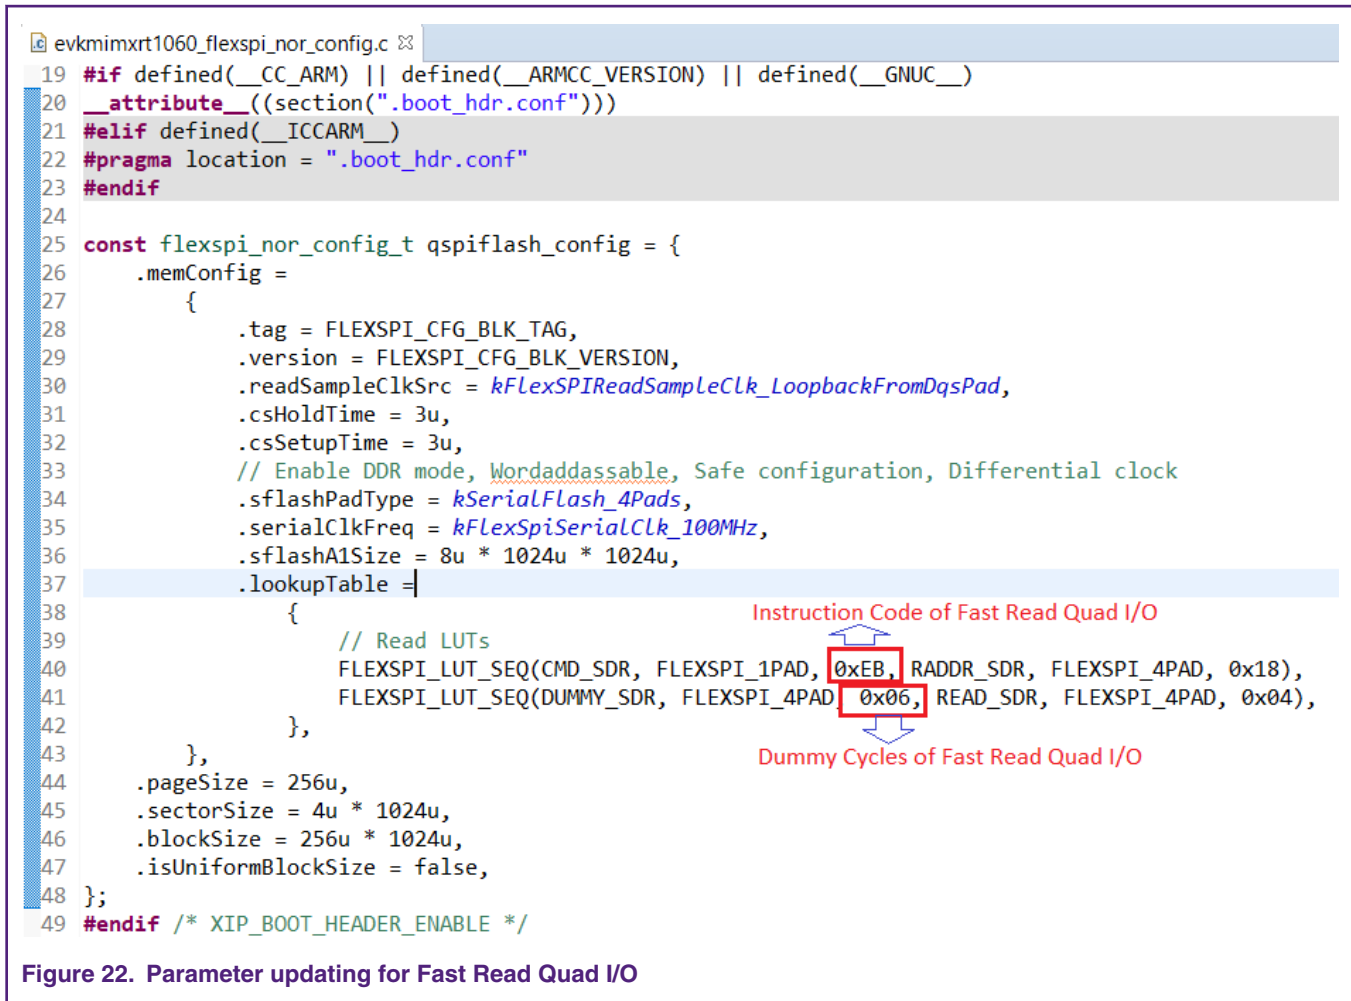 evkmimxrt1060_flexspi_nor_config.c
19 #if defined(__CC_ARM) || defined(__ARMCC_VERSION) || defined(__GNUC__)
20 __attribute__((section(".boot_hdr.conf")))
21 #elif defined(__ICCARM__)
22 #pragma location = ".boot_hdr.conf"
23 #endif
24
25 const flexspi_nor_config_t qspiflash_config = {
26     .memConfig =
27         {
28             .tag = FLEXSPI_CFG_BLK_TAG,
29             .version = FLEXSPI_CFG_BLK_VERSION,
30             .readSampleClkSrc = kFlexSPIReadSampleClk_LoopbackFromDqsPad,
31             .csHoldTime = 3u,
32             .csSetupTime = 3u,
33             // Enable DDR mode, Wordaddassable, Safe configuration, Differential clock
34             .sflashPadType = kSerialFlash_4Pads,
35             .serialClkFreq = kFlexSpiSerialClk_100MHz,
36             .sflashA1Size = 8u * 1024u * 1024u,
37             .lookupTable =
38                 {
Instruction Code of Fast Read Quad I/O
39                     // Read LUTs
40                     FLEXSPI_LUT_SEQ(CMD_SDR, FLEXSPI_1PAD, 0xEB, RADDR_SDR, FLEXSPI_4PAD, 0x18),
41                     FLEXSPI_LUT_SEQ(DUMMY_SDR, FLEXSPI_4PAD, 0x06, READ_SDR, FLEXSPI_4PAD, 0x04),
42                 },
43         },
Dummy Cycles of Fast Read Quad I/O
44     .pageSize = 256u,
45     .sectorSize = 4u * 1024u,
46     .blockSize = 256u * 1024u,
47     .isUniformBlockSize = false,
48 };
49 #endif /* XIP_BOOT_HEADER_ENABLE */
Figure 22. Parameter updating for Fast Read Quad I/O